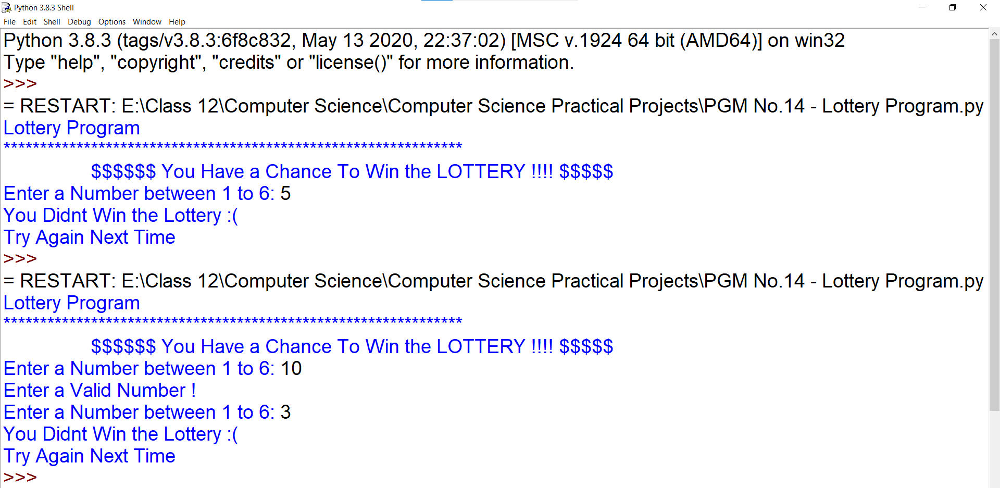 Python 3.8.3 Shell
File Edit Shell Debug Options Window Help
Python 3.8.3 (tags/v3.8.3:6f8c832, May 13 2020, 22:37:02) [MSC v.1924 64 bit (AMD64)] on win32
Type "help", "copyright", "credits" or "license()" for more information.
>>>
= RESTART: E:\Class 12\Computer Science\Computer Science Practical Projects\PGM No.14 - Lottery Program.py
Lottery Program
***************************************************************
$$$$$$ You Have a Chance To Win the LOTTERY !!!! $$$$$
Enter a Number between 1 to 6: 5
You Didnt Win the Lottery :(
Try Again Next Time
>>>
= RESTART: E:\Class 12\Computer Science\Computer Science Practical Projects\PGM No.14 - Lottery Program.py
Lottery Program
***************************************************************
$$$$$$ You Have a Chance To Win the LOTTERY !!!! $$$$$
Enter a Number between 1 to 6: 10
Enter a Valid Number !
Enter a Number between 1 to 6: 3
You Didnt Win the Lottery :(
Try Again Next Time
>>>